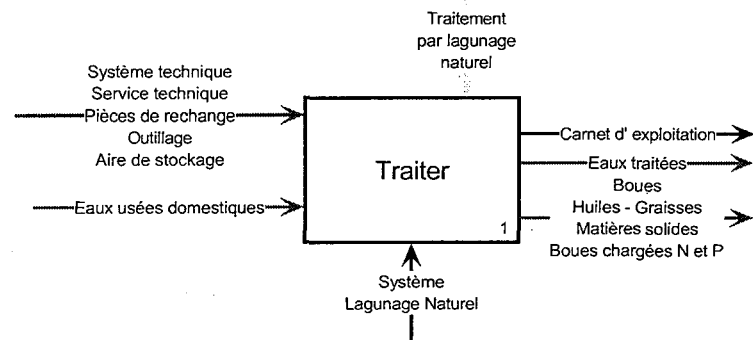 Traitement
par lagunage
naturel
Système technique
Service technique
Pièces de rechange
Outillage
Aire de stockage
Eaux usées domestiques
Traiter
1
Carnet d' exploitation
Eaux traitées
Boues
Huiles - Graisses
Matières solides
Boues chargées N et P
Système
Lagunage Naturel